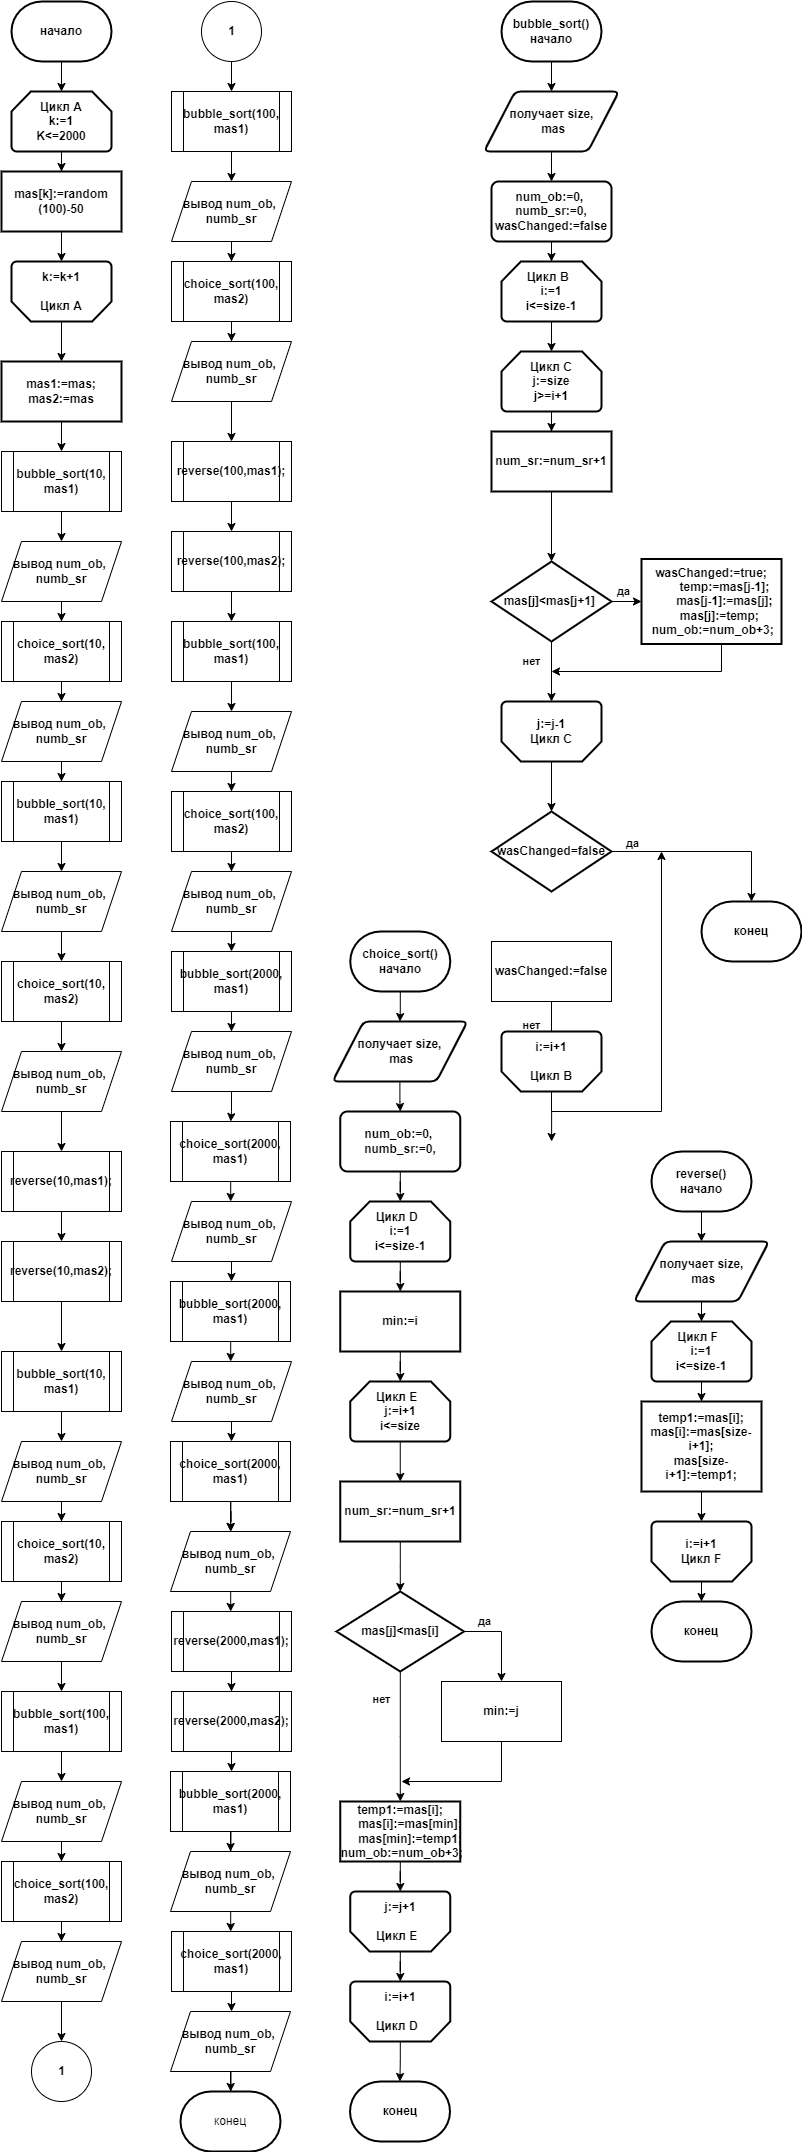 начало
Цикл A
k:=1
K<=2000
mas[k]:=random
(100)-50
k:=k+1
Цикл A
mas1:=mas;
mas2:=mas
bubble_sort(10,
mas1)
вывод num_ob,
numb_sr
choice_sort(10,
mas2)
вывод num_ob,
numb_sr
bubble_sort(10,
mas1)
вывод num_ob,
numb_sr
choice_sort(10,
mas2)
вывод num_ob,
numb_sr
reverse(10,mas1);
reverse(10,mas2);
bubble_sort(10,
mas1)
вывод num_ob,
numb_sr
choice_sort(10,
mas2)
вывод num_ob,
numb_sr
bubble_sort(100,
mas1)
вывод num_ob,
numb_sr
choice_sort(100,
mas2)
вывод num_ob,
numb_sr
1
1
bubble_sort(100,
mas1)
вывод num_ob,
numb_sr
choice_sort(100,
mas2)
вывод num_ob,
numb_sr
reverse(100,mas1);
reverse(100,mas2);
bubble_sort(100,
mas1)
вывод num_ob,
numb_sr
choice_sort(100,
mas2)
вывод num_ob,
numb_sr
bubble_sort(2000,
mas1)
вывод num_ob,
numb_sr
choice_sort(2000,
mas1)
вывод num_ob,
numb_sr
bubble_sort(2000,
mas1)
вывод num_ob,
numb_sr
choice_sort(2000,
mas1)
вывод num_ob,
numb_sr
reverse(2000,mas1);
reverse(2000,mas2);
bubble_sort(2000,
mas1)
вывод num_ob,
numb_sr
choice_sort(2000,
mas1)
вывод num_ob,
numb_sr
конец
choice_sort()
начало
получает size,
mas
num_ob:=0,
numb_sr:=0,
Цикл D
i:=1
i<=size-1
min:=i
Цикл E
j:=i+1
i<=size
num_sr:=num_sr+1
mas[j]<mas[i]
да
нет
min:=j
temp1:=mas[i];
mas[i]:=mas[min];
mas[min]:=temp1
num_ob:=num_ob+3;
j:=j+1
Цикл E
i:=i+1
Цикл D
конец
bubble_sort()
начало
получает size,
mas
num_ob:=0,
numb_sr:=0,
wasChanged:=false
Цикл B
i:=1
i<=size-1
Цикл C
j:=size
j>=i+1
num_sr:=num_sr+1
mas[j]<mas[j+1]
да
wasChanged:=true;
temp:=mas[j-1];
mas[j-1]:=mas[j];
mas[j]:=temp;
num_ob:=num_ob+3;
нет
j:=j-1
Цикл C
wasChanged=false
да
конец
wasChanged:=false
нет
i:=i+1
Цикл B
reverse()
начало
получает size,
mas
Цикл F
i:=1
i<=size-1
temp1:=mas[i];
mas[i]:=mas[size-
i+1];
mas[size-
i+1]:=temp1;
i:=i+1
Цикл F
конец